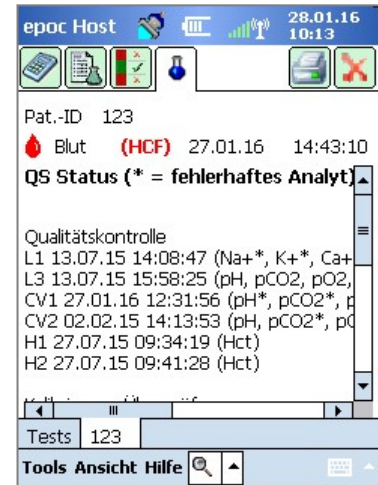 epoc Host 28.01.16 10:13
Pat.-ID 123
Blut (HCF) 27.01.16 14:43:10
QS Status (* = fehlerhaftes Analyt)
Qualitätskontrolle
L1 13.07.15 14:08:47 (Na+*, K+*, Ca+
L3 13.07.15 15:58:25 (pH, pCO2, pO2,
CV1 27.01.16 12:31:56 (pH*, pCO2*, p
CV2 02.02.15 14:13:53 (pH, pCO2*, pO
H1 27.07.15 09:34:19 (Hct)
H2 27.07.15 09:41:28 (Hct)
Tests 123
Tools Ansicht Hilfe